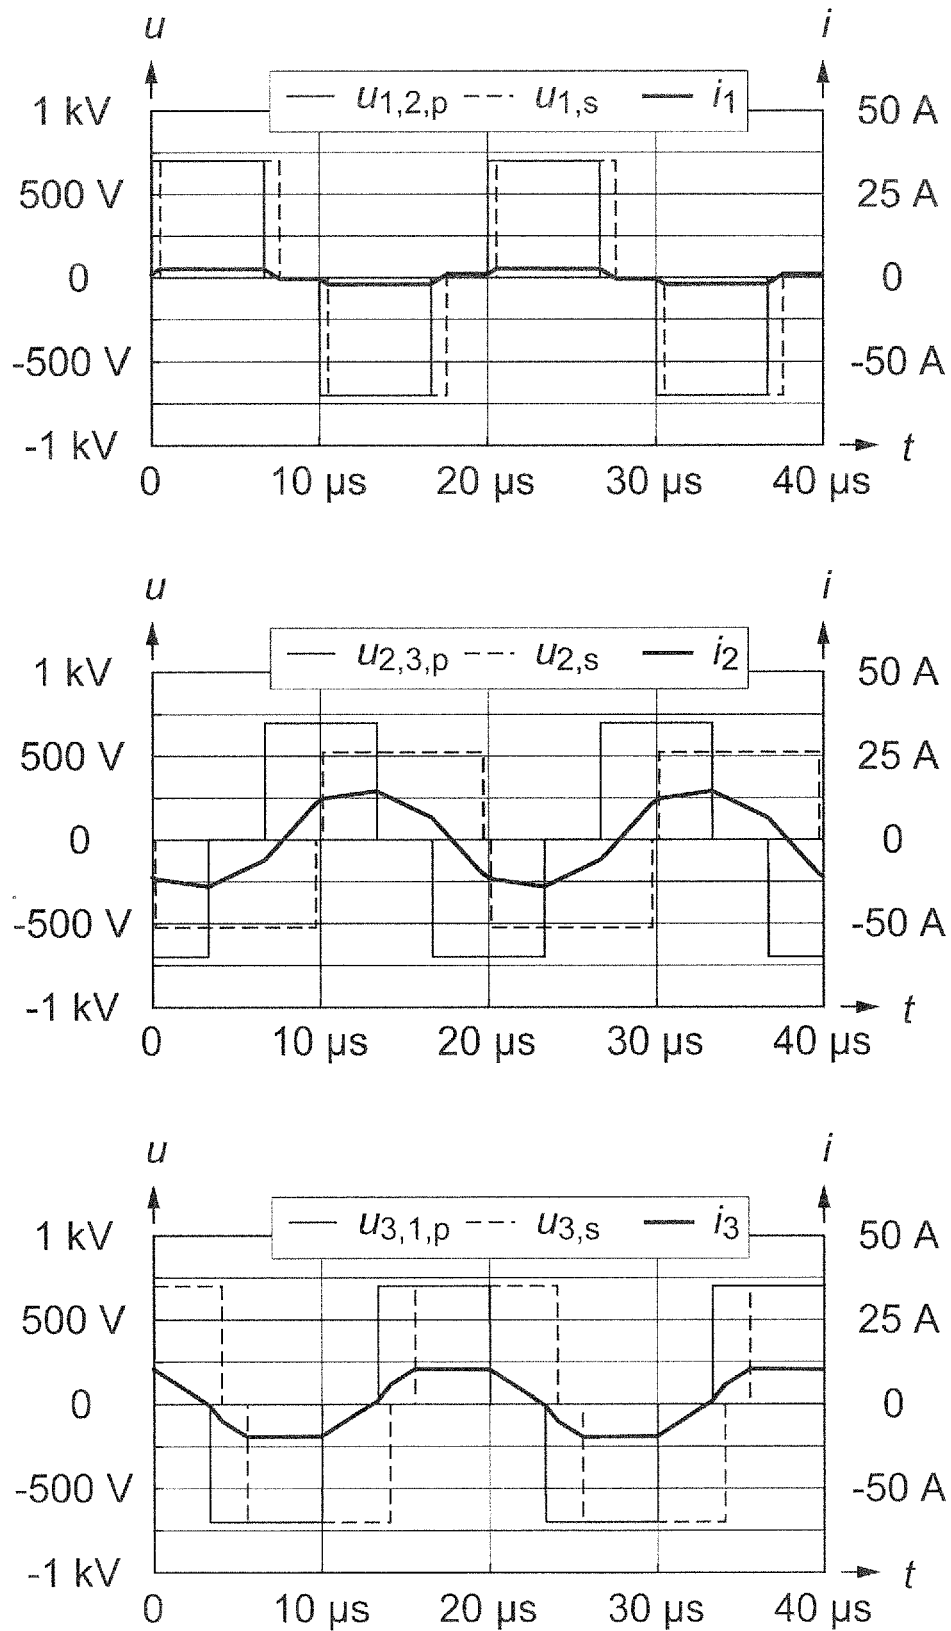 u i
u1,2,p u1,s i1
1 kV 50 A
500 V 25 A
0 0
-500 V -50 A
-1 kV t
0 10 µs 20 µs 30 µs 40 µs
u i
u2,3,p u2,s i2
1 kV 50 A
500 V 25 A
0 0
-500 V -50 A
-1 kV t
0 10 µs 20 µs 30 µs 40 µs
u i
u3,1,p u3,s i3
1 kV 50 A
500 V 25 A
0 0
-500 V -50 A
-1 kV t
0 10 µs 20 µs 30 µs 40 µs